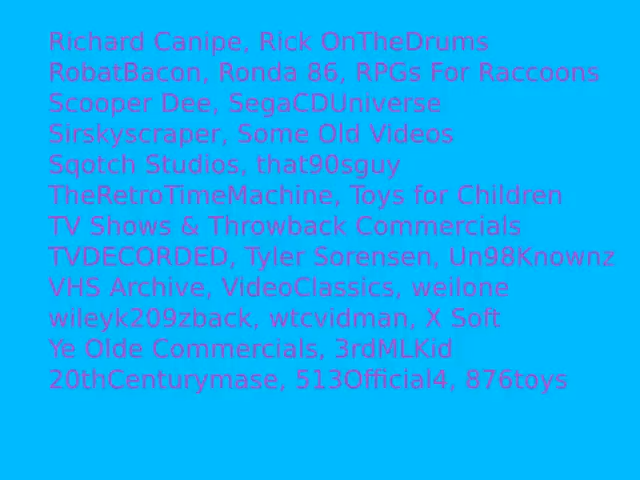 Richard Canipe, Rick OnTheDrums
RobatBacon, Ronda 86, RPGs For Raccoons
Scooper Dee, SegaCDUniverse
Sirskyscraper, Some Old Videos
Sqotch Studios, that90sguy
TheRetroTimeMachine, Toys for Children
TV Shows & Throwback Commercials
TVDECORDED, Tyler Sorensen, Un98Knownz
VHS Archive, VideoClassics, weilone
wileyk209zback, wtcvidman, X Soft
Ye Olde Commercials, 3rdMLKid
20thCenturymase, 513Official4, 876toys